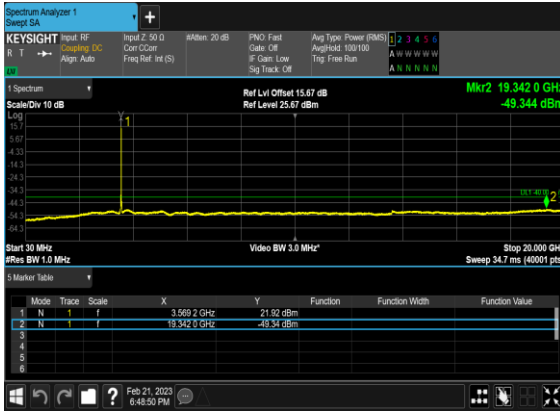 Spectrum Analyzer 1
Swept SA
+
KEYSIGHT Input: RF Input Z: 50 Ω #Atten: 20 dB PNO: Fast Avg Type: Power (RMS) 1 2 3 4 5 6
R T Coupling: DC Corr CCorr Gate: Off Avg|Hold: 100/100 A W W W W W
Align: Auto Freq Ref: Int (S) IF Gain: Low Trig: Free Run
Sig Track: Off A N N N N N
1 Spectrum Ref Lvl Offset 15.67 dB Mkr2 19.342 0 GHz
Scale/Div 10 dB Ref Level 25.67 dBm -49.344 dBm
Log
15.7
5.67
-4.33
-14.3
-24.3
-34.3
-44.3
-54.3
-64.3
1
2
Start 30 MHz Video BW 3.0 MHz* Stop 20.000 GH
#Res BW 1.0 MHz Sweep 34.7 ms (40001 pts
5 Marker Table
Mode Trace Scale X Y Function Function Width Function Value
1 N 1 f 3.569 2 GHz 21.92 dBm
2 N 1 f 19.342 0 GHz -49.34 dBm
3
4
5
6
? Feb 21, 2023
6:48:50 PM